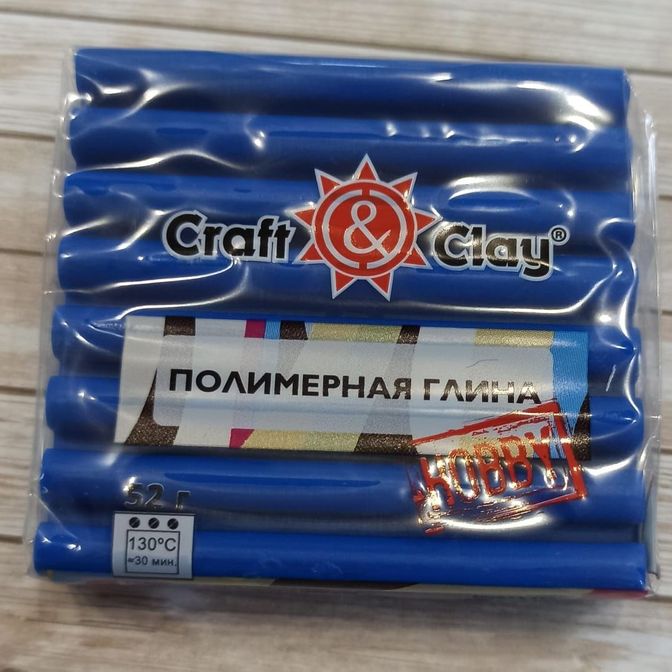 Craft & Clay®
ПОЛИМЕРНАЯ ГЛИНА
HOBBY
52 г
130°C
≈30 мин.